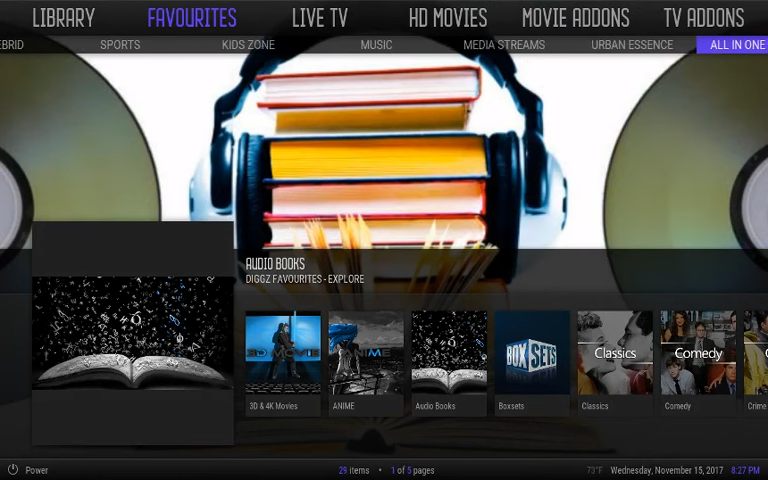 LIBRARY FAVOURITES LIVE TV HD MOVIES MOVIE ADDONS TV ADDONS
EBRID SPORTS KIDS ZONE MUSIC MEDIA STREAMS URBAN ESSENCE ALL IN ONE
AUDIO BOOKS
DIGGZ FAVOURITES - EXPLORE
3D MOVIE ANIME BOX SETS Classics Comedy
3D & 4K Movies ANIME Audio Books Boxsets Classics Comedy Crime
Power 29 items • 1 of 5 pages 73°F Wednesday, November 15, 2017 8:27 PM